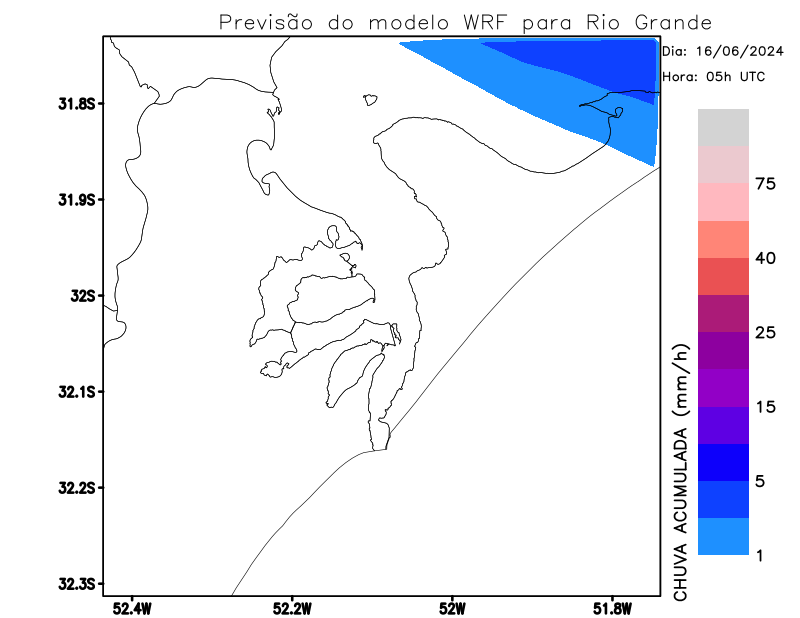 Previsão do modelo WRF para Rio Grande
Dia: 16/06/2024
Hora: 05h UTC
31.8S
31.9S
32S
32.1S
32.2S
32.3S
52.4W
52.2W
52W
51.8W
75
40
25
15
5
1
CHUVA ACUMULADA (mm/h)